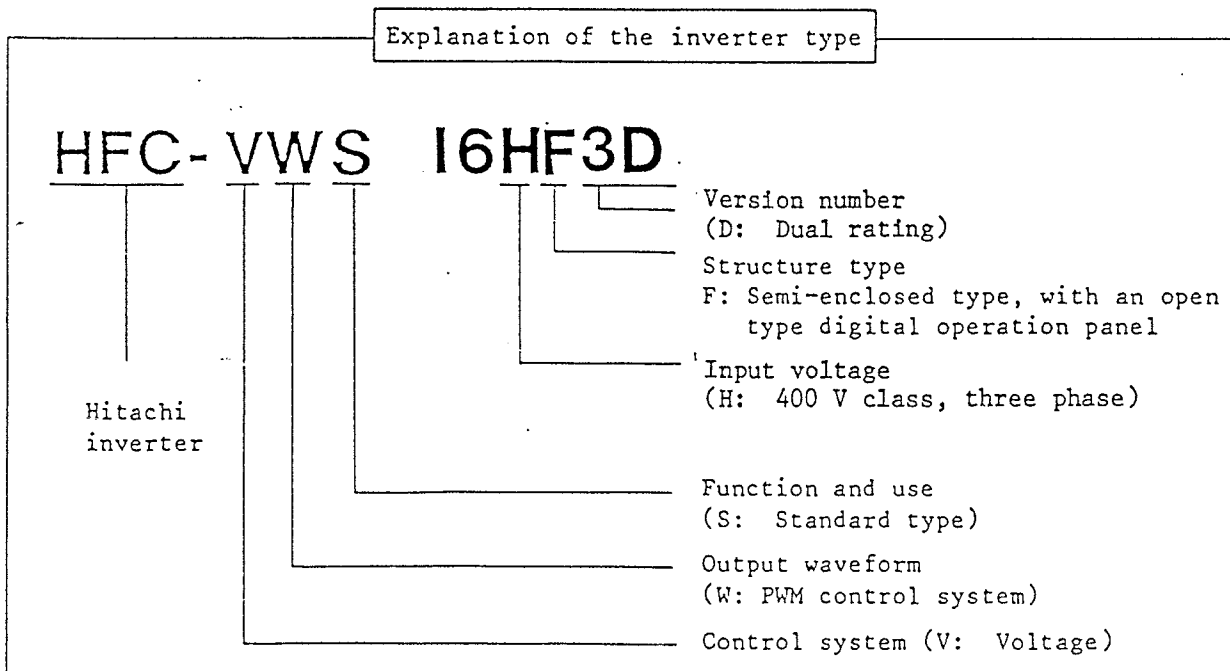 Explanation of the inverter type
HFC-VWS 16HF3D
Version number
(D: Dual rating)
Structure type
F: Semi-enclosed type, with an open
type digital operation panel
Input voltage
(H: 400 V class, three phase)
Hitachi
inverter
Function and use
(S: Standard type)
Output waveform
(W: PWM control system)
Control system (V: Voltage)